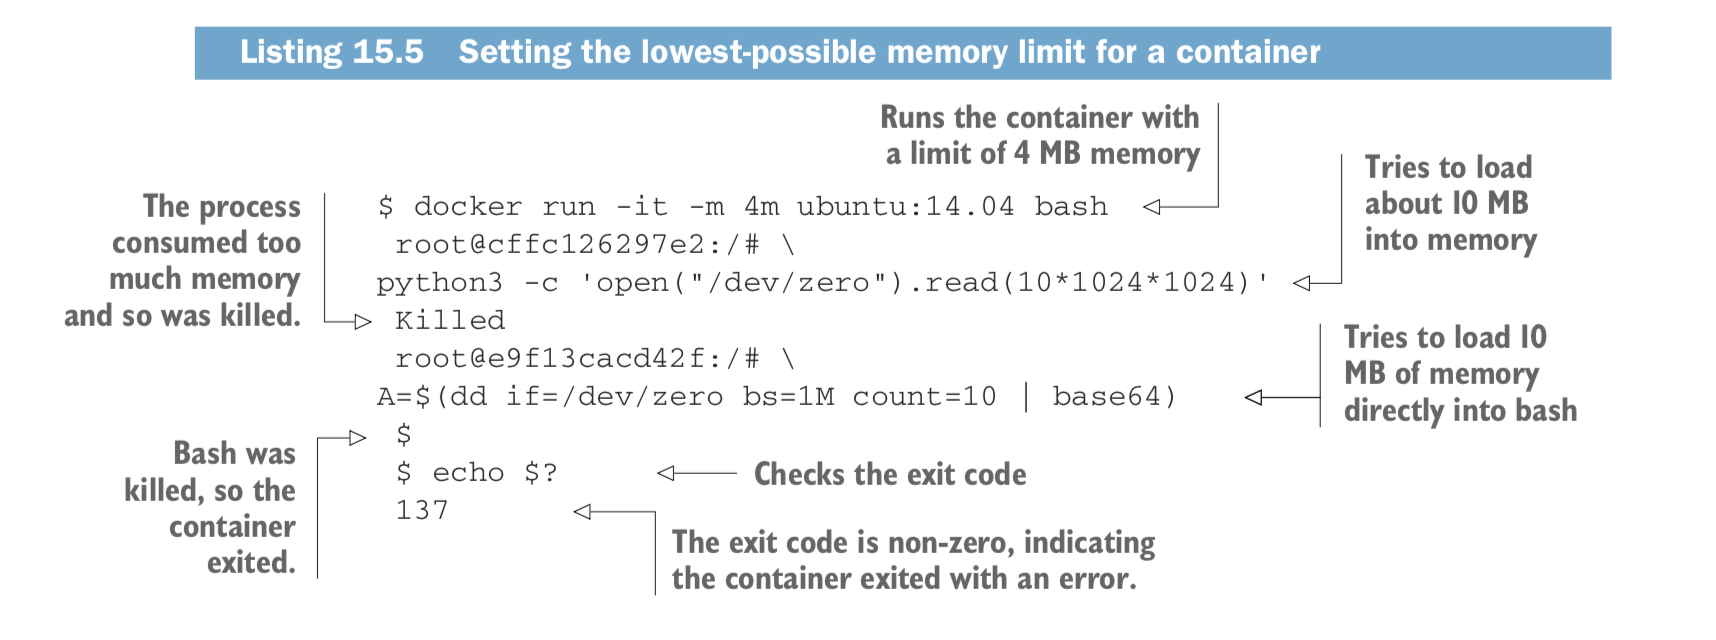 Listing 15.5 Setting the lowest-possible memory limit for a container
Runs the container with
a limit of 4 MB memory
Tries to load
about 10 MB
into memory
The process
consumed too
much memory
and so was killed.
$ docker run -it -m 4m ubuntu:14.04 bash
root@cffc126297e2:/# \
python3 -c 'open("/dev/zero").read(10*1024*1024)'
Killed
root@e9f13cacd42f:/# \
A=$(dd if=/dev/zero bs=1M count=10 | base64)
Tries to load 10
MB of memory
directly into bash
Bash was
killed, so the
container
exited.
$
$ echo $?
Checks the exit code
137
The exit code is non-zero, indicating
the container exited with an error.